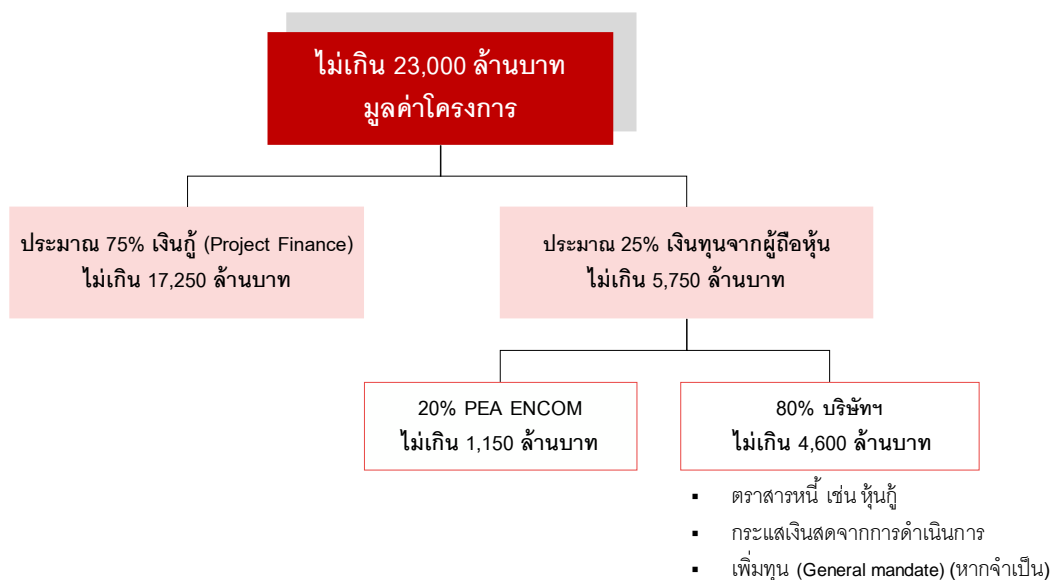 ไม่เกิน 23,000 ล้านบาท
มูลค่าโครงการ
ประมาณ 75% เงินกู้ (Project Finance)
ไม่เกิน 17,250 ล้านบาท
ประมาณ 25% เงินทุนจากผู้ถือหุ้น
ไม่เกิน 5,750 ล้านบาท
20% PEA ENCOM
ไม่เกิน 1,150 ล้านบาท
80% บริษัทฯ
ไม่เกิน 4,600 ล้านบาท
▪ ตราสารหนี้ เช่น หุ้นกู้
▪ กระแสเงินสดจากการดำเนินการ
▪ เพิ่มทุน (General mandate) (หากจำเป็น)